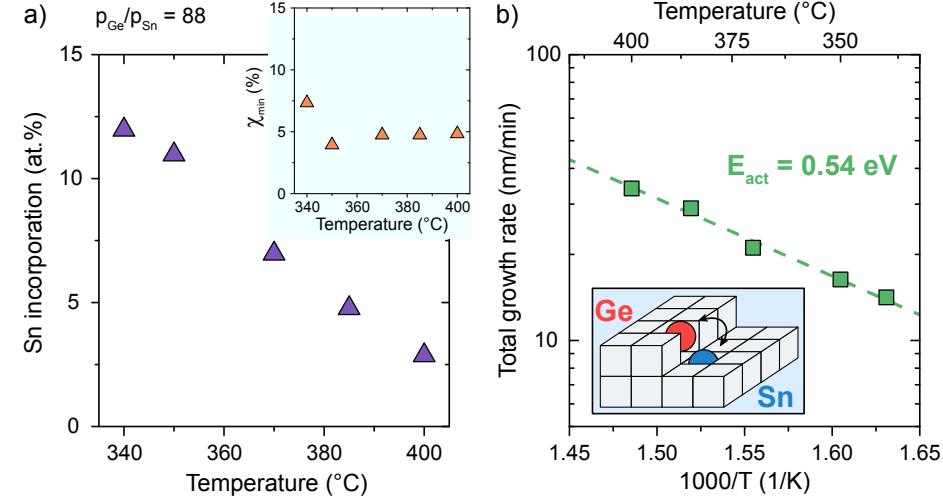 a)
p_Ge/p_Sn = 88
Sn incorporation (at.%)
15
10
5
0
340
360
380
400
Temperature (°C)
χ_min (%)
15
10
5
0
340
360
380
400
Temperature (°C)
b)
Temperature (°C)
400
375
350
Total growth rate (nm/min)
100
10
E_act = 0.54 eV
Ge
Sn
1.45
1.50
1.55
1.60
1.65
1000/T (1/K)